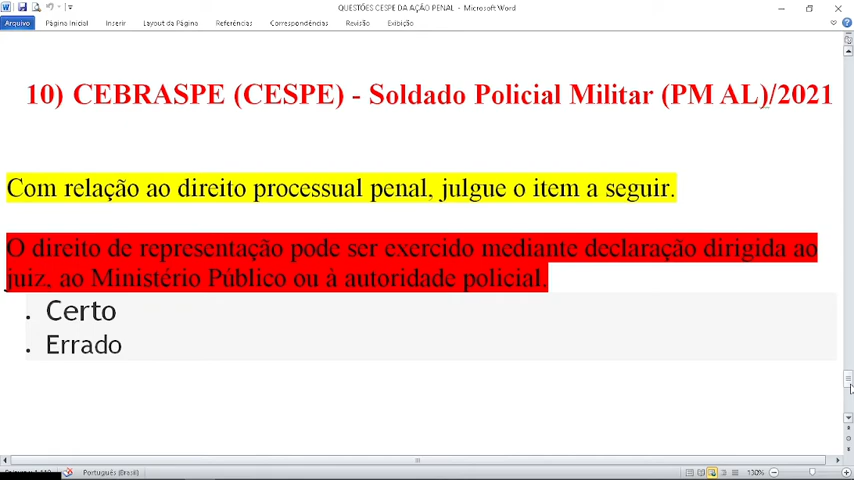 QUESTÕES CESPE DA AÇÃO PENAL - Microsoft Word
Arquivo Página Inicial Inserir Layout da Página Referências Correspondências Revisão Exibição
10) CEBRASPE (CESPE) - Soldado Policial Militar (PM AL)/2021
Com relação ao direito processual penal, julgue o item a seguir.
O direito de representação pode ser exercido mediante declaração dirigida ao
juiz, ao Ministério Público ou à autoridade policial.
• Certo
• Errado
Português (Brasil) 130%